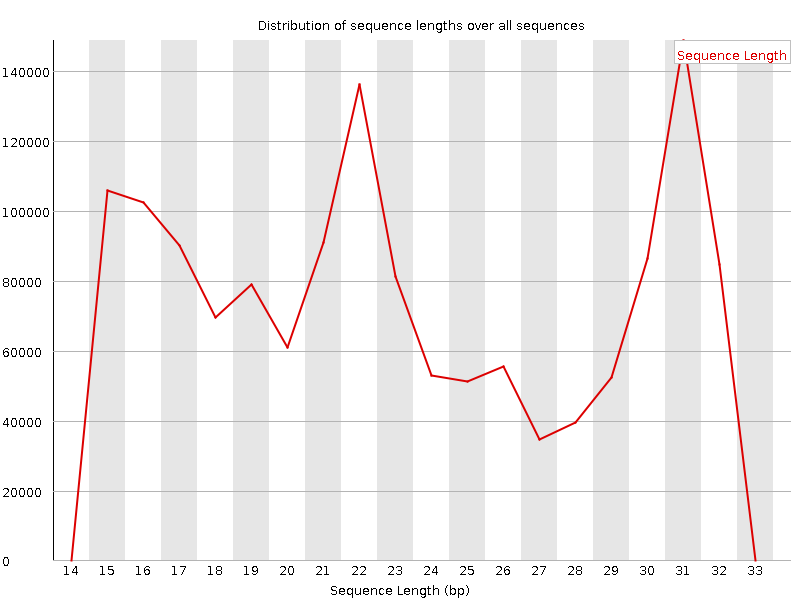 Distribution of sequence lengths over all sequences
Sequence Length
140000
120000
100000
80000
60000
40000
20000
0
14 15 16 17 18 19 20 21 22 23 24 25 26 27 28 29 30 31 32 33
Sequence Length (bp)